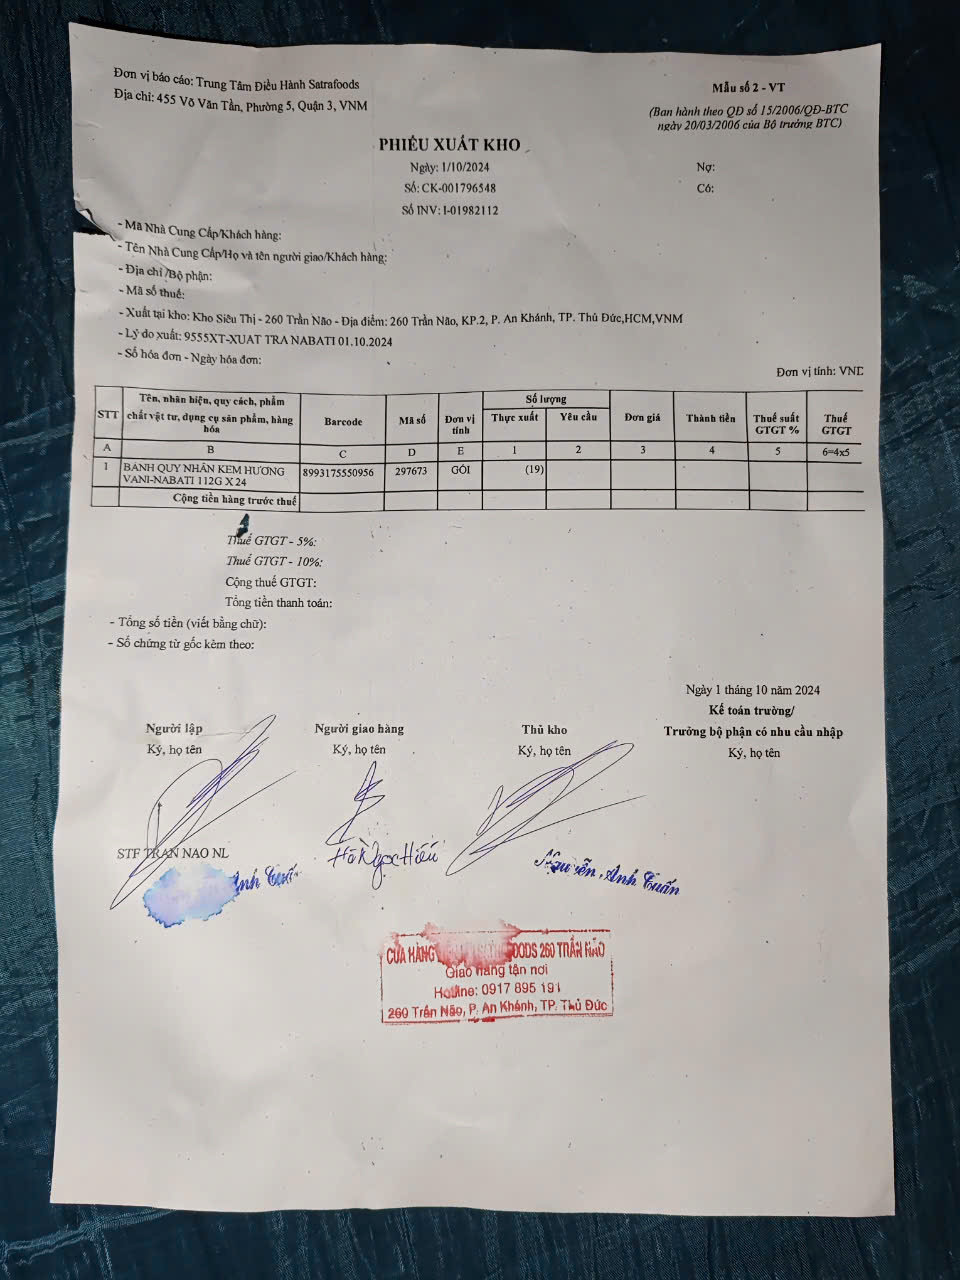 Đơn vị báo cáo: Trung Tâm Điều Hành Satrafoods
Địa chỉ: 455 Võ Văn Tần, Phường 5, Quận 3, VNM
Mẫu số 2 - VT
(Ban hành theo QĐ số 15/2006/QĐ-BTC
ngày 20/03/2006 của Bộ trưởng BTC)
PHIẾU XUẤT KHO
Ngày: 1/10/2024
Số: CK-001796548
Số INV: I-01982112
Nợ:
Có:
- Mã Nhà Cung Cấp/Khách hàng:
- Tên Nhà Cung Cấp/Họ và tên người giao/Khách hàng:
- Địa chỉ /Bộ phận:
- Mã số thuế:
- Xuất tại kho: Kho Siêu Thị - 260 Trần Não - Địa điểm: 260 Trần Não, KP.2, P. An Khánh, TP. Thủ Đức,HCM,VNM
- Lý do xuất: 9555XT-XUAT TRA NABATI 01.10.2024
- Số hóa đơn - Ngày hóa đơn:
Đơn vị tính: VND
STT Tên, nhãn hiệu, quy cách, phẩm chất vật tư, dụng cụ sản phẩm, hàng hóa Barcode Mã số Đơn vị tính Số lượng Thực xuất Yêu cầu Đơn giá Thành tiền Thuế suất GTGT % Thuế GTGT
A B C D E 1 2 3 4 5 6=4x5
1 BÁNH QUY NHÂN KEM HƯƠNG VANI-NABATI 112G X 24 8993175550956 297673 GÓI (19)
Cộng tiền hàng trước thuế
Thuế GTGT - 5%:
Thuế GTGT - 10%:
Cộng thuế GTGT:
Tổng tiền thanh toán:
- Tổng số tiền (viết bằng chữ):
- Số chứng từ gốc kèm theo:
Ngày 1 tháng 10 năm 2024
Người lập
Ký, họ tên
Người giao hàng
Ký, họ tên
Thủ kho
Ký, họ tên
Kế toán trưởng/
Trưởng bộ phận có nhu cầu nhập
Ký, họ tên
STF TRAN NAO NL
Anh Tuấn
Hồ Ngọc Hiếu
Nguyễn Anh Tuấn
CỬA HÀNG 260 TRẦN NÃO
Giao hàng tận nơi
Hotline: 0917 895 191
260 Trần Não, P. An Khánh, TP. Thủ Đức